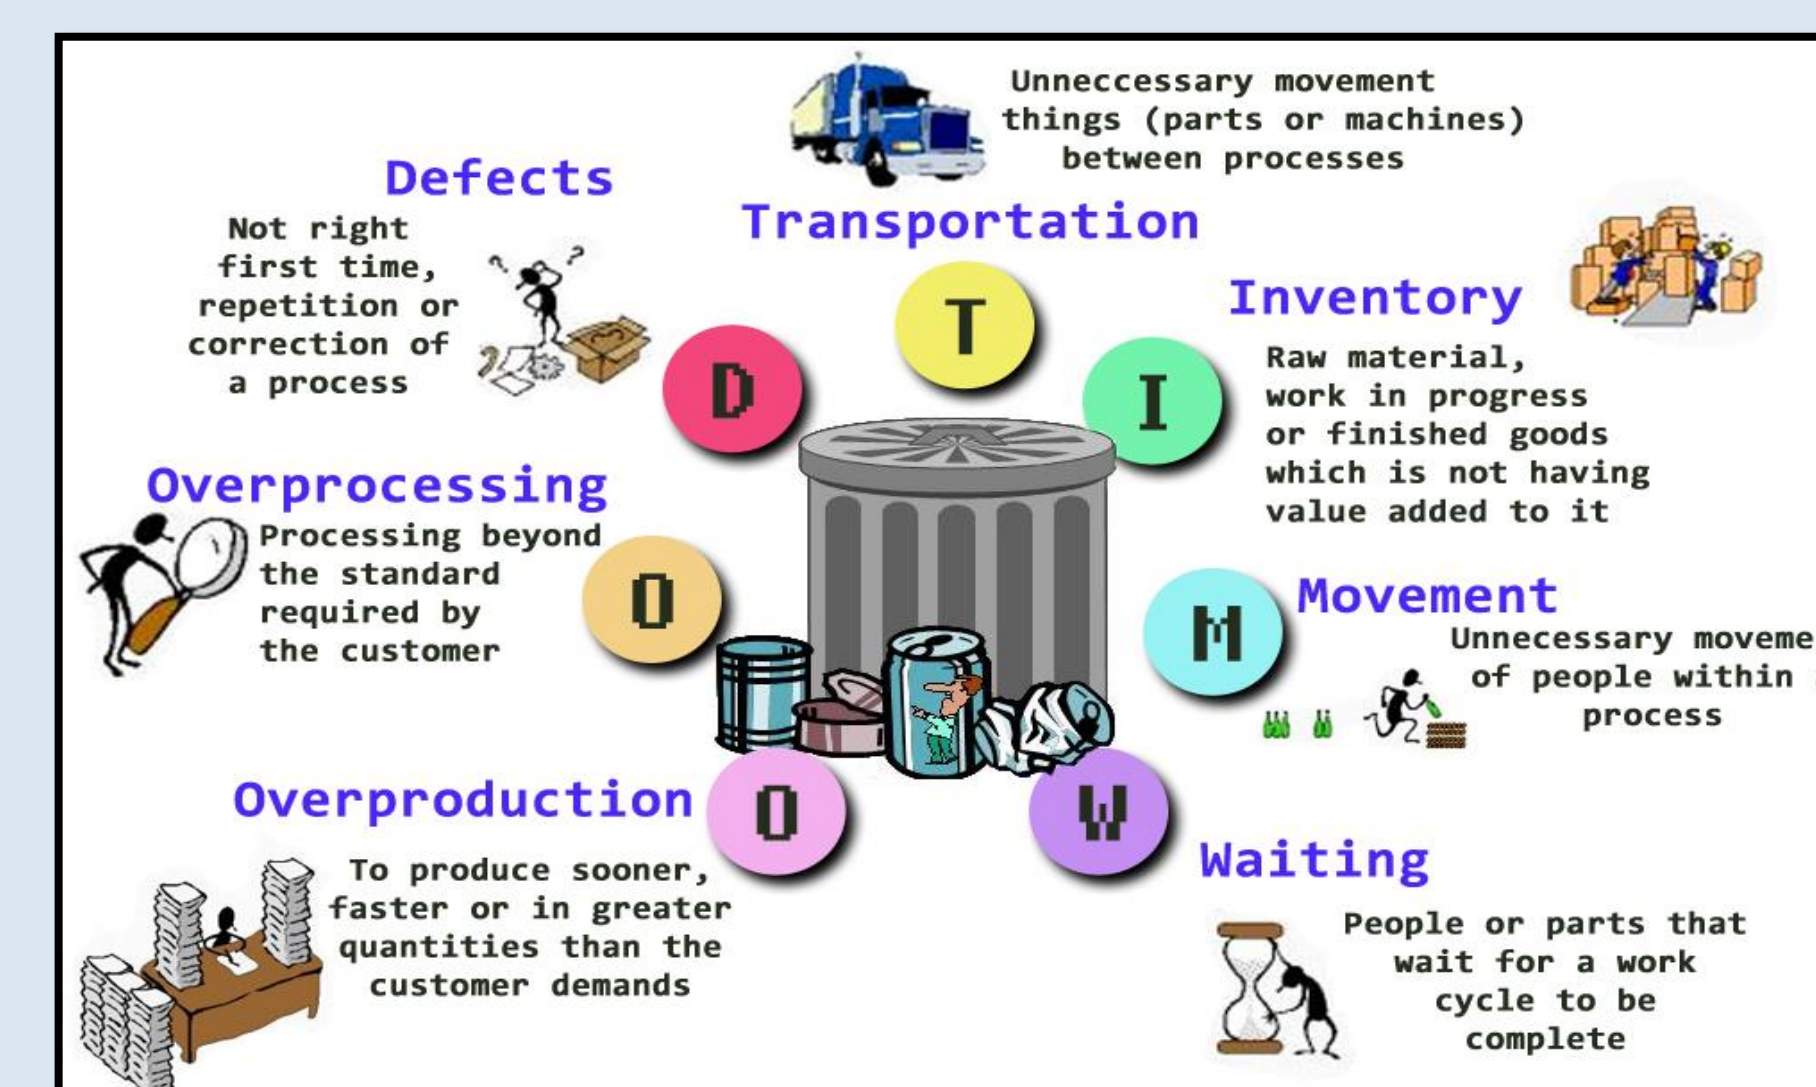 Unneccessary movement
things (parts or machines)
between processes
Transportation
T
Inventory
Raw material,
work in progress
or finished goods
which is not having
value added to it
I
Movement
Unnecessary
of people within
process
M
Waiting
People or parts that
wait for a work
cycle to be
complete
W
Overproduction
To produce sooner,
faster or in greater
quantities than the
customer demands
O
Overprocessing
Processing beyond
the standard
required by
the customer
O
Defects
Not right
first time,
repetition or
correction of
a process
D